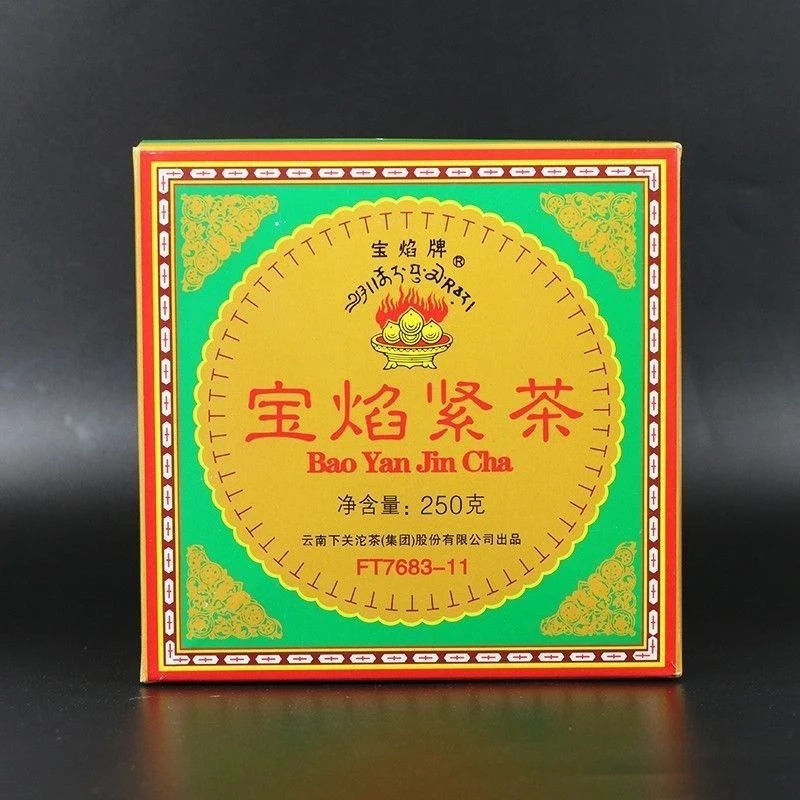 宝焰牌®
宝焰紧茶
Bao Yan Jin Cha
净含量：250克
云南下关沱茶(集团)股份有限公司出品
FT7683-11